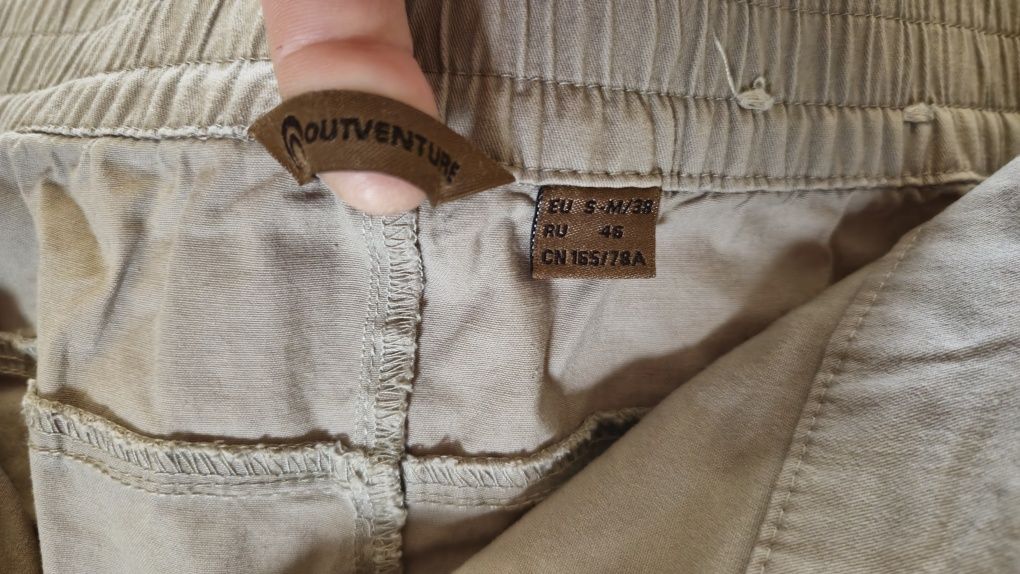 OUTVENTURE
EU S-M/38
RU 46
CN 165/78A